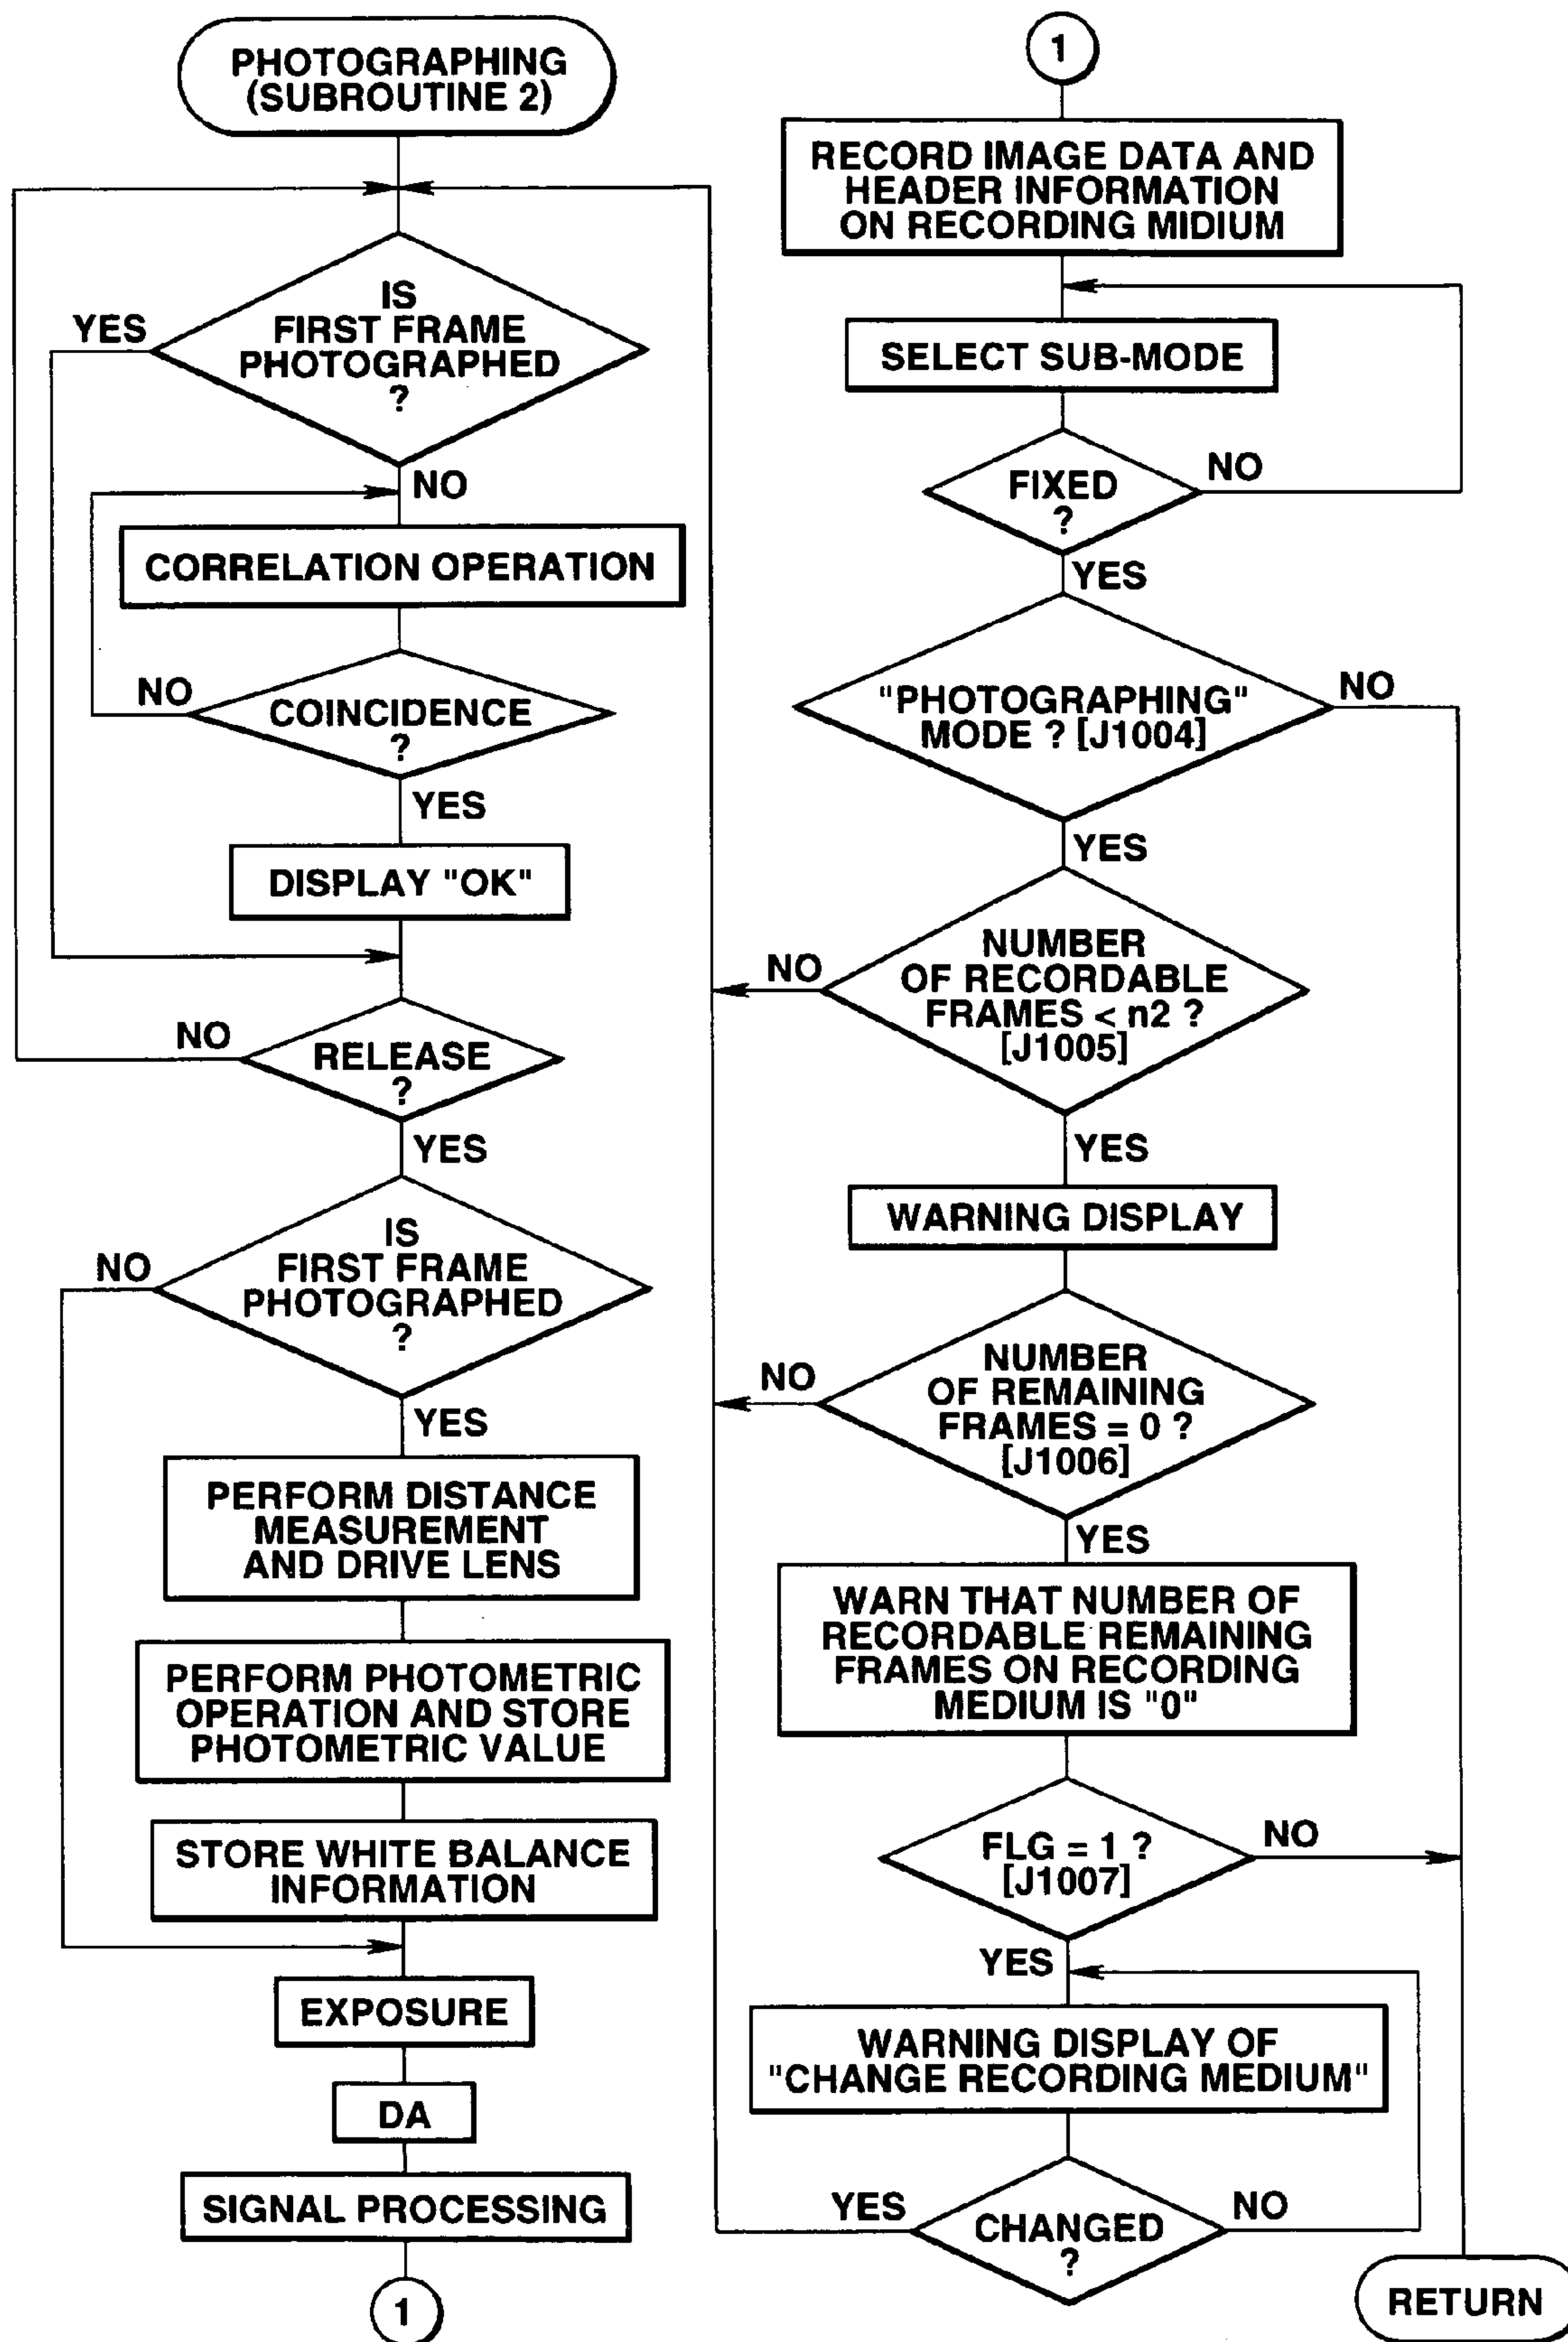 PHOTOGRAPHING
(SUBROUTINE 2)
IS
FIRST FRAME
PHOTOGRAPHED
?
YES
NO
CORRELATION OPERATION
COINCIDENCE
?
NO
YES
DISPLAY "OK"
RELEASE
?
NO
YES
IS
FIRST FRAME
PHOTOGRAPHED
?
NO
YES
PERFORM DISTANCE
MEASUREMENT
AND DRIVE LENS
PERFORM PHOTOMETRIC
OPERATION AND STORE
PHOTOMETRIC VALUE
STORE WHITE BALANCE
INFORMATION
EXPOSURE
DA
SIGNAL PROCESSING
1
1
RECORD IMAGE DATA AND
HEADER INFORMATION
ON RECORDING MIDIUM
SELECT SUB-MODE
FIXED
?
NO
YES
"PHOTOGRAPHING"
MODE ? [J1004]
NO
YES
NUMBER
OF RECORDABLE
FRAMES < n2 ?
[J1005]
NO
YES
WARNING DISPLAY
NUMBER
OF REMAINING
FRAMES = 0 ?
[J1006]
NO
YES
WARN THAT NUMBER OF
RECORDABLE REMAINING
FRAMES ON RECORDING
MEDIUM IS "0"
FLG = 1 ?
[J1007]
NO
YES
WARNING DISPLAY OF
"CHANGE RECORDING MEDIUM"
CHANGED
?
YES
NO
RETURN